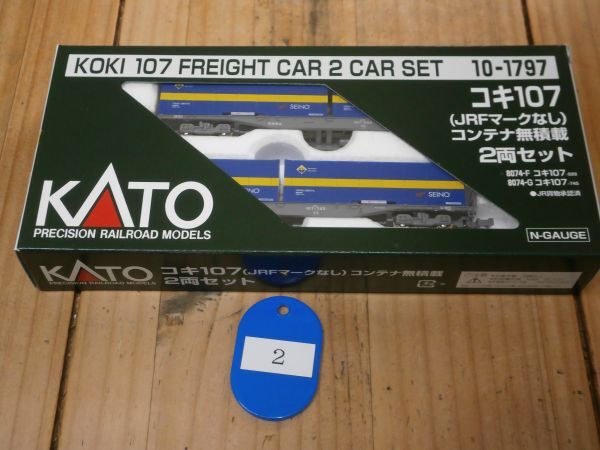 KOKI 107 FREIGHT CAR 2 CAR SET 10-1797
コキ107
(JRFマークなし)
コンテナ無積載
2両セット
8074-F コキ107
8074-G コキ107
●JR貨物承認済
N-GAUGE
SEINO
SEINO
KATO
PRECISION RAILROAD MODELS
KATO
PRECISION RAILROAD MODELS
コキ107(JRFマークなし) コンテナ無積載
2両セット
2